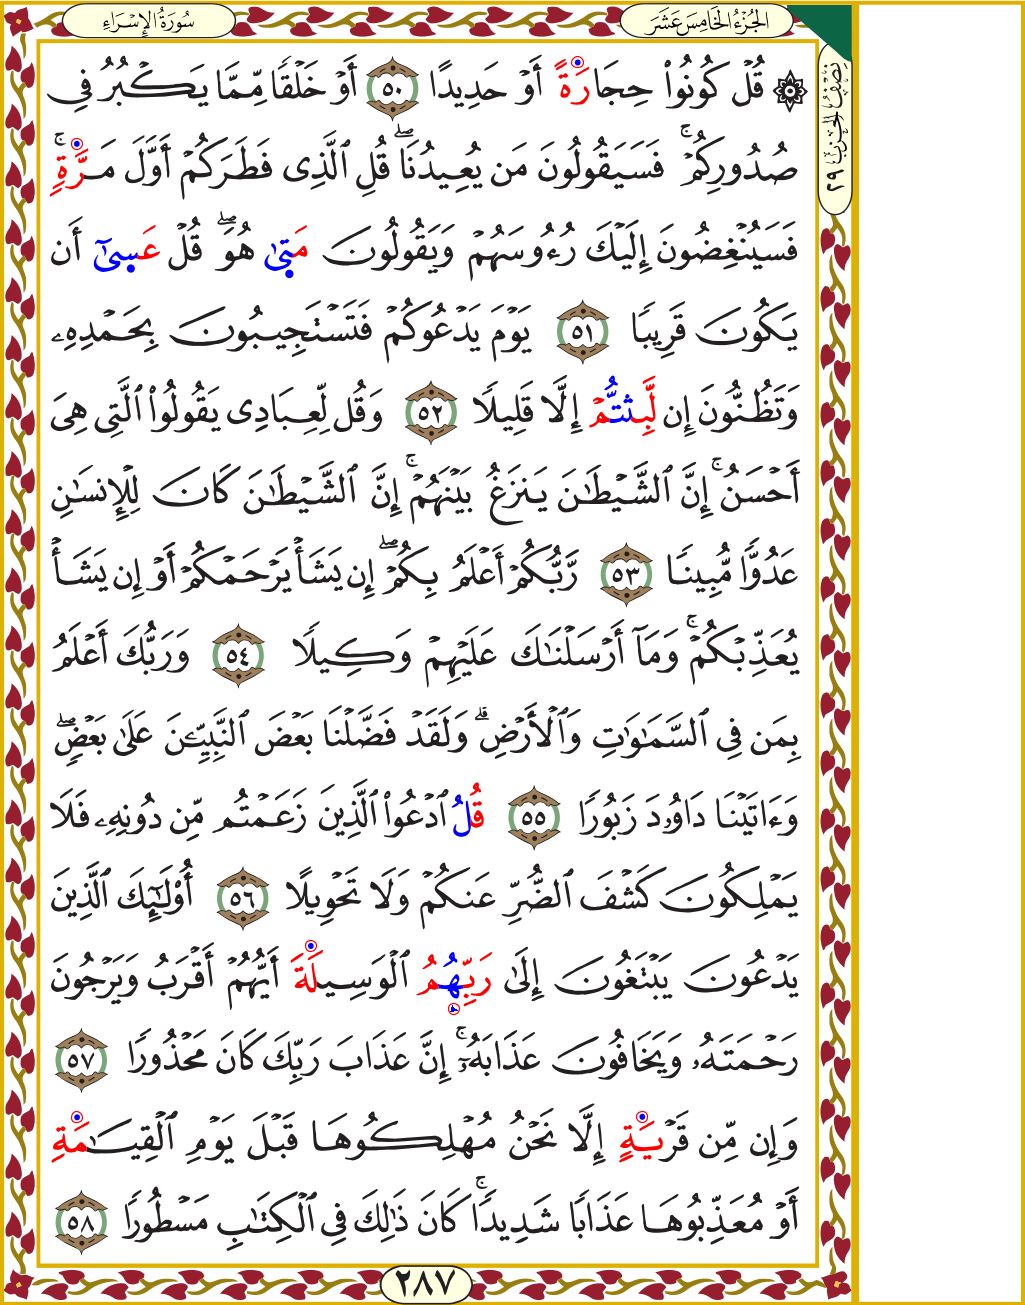 سُورَةُ الإِسْرَاءِ
الجُزْءُ الخَامِسَ عَشَرَ
نِصْفُ الحِزْبِ ٢٩
۞ قُلْ كُونُوا۟ حِجَارَةً أَوْ حَدِيدًا ٥٠ أَوْ خَلْقًا مِّمَّا يَكْبُرُ فِى
صُدُورِكُمْ ۚ فَسَيَقُولُونَ مَن يُعِيدُنَا ۖ قُلِ ٱلَّذِى فَطَرَكُمْ أَوَّلَ مَرَّةٍ ۚ
فَسَيُنْغِضُونَ إِلَيْكَ رُءُوسَهُمْ وَيَقُولُونَ مَتَىٰ هُوَ ۖ قُلْ عَسَىٰٓ أَن
يَكُونَ قَرِيبًا ٥١ يَوْمَ يَدْعُوكُمْ فَتَسْتَجِيبُونَ بِحَمْدِهِۦ
وَتَظُنُّونَ إِن لَّبِثتُّمْ إِلَّا قَلِيلًا ٥٢ وَقُل لِّعِبَادِى يَقُولُوا۟ ٱلَّتِى هِىَ
أَحْسَنُ ۚ إِنَّ ٱلشَّيْطَٰنَ يَنزَغُ بَيْنَهُمْ ۚ إِنَّ ٱلشَّيْطَٰنَ كَانَ لِلْإِنسَٰنِ
عَدُوًّا مُّبِينًا ٥٣ رَّبُّكُمْ أَعْلَمُ بِكُمْ ۖ إِن يَشَأْ يَرْحَمْكُمْ أَوْ إِن يَشَأْ
يُعَذِّبْكُمْ ۚ وَمَآ أَرْسَلْنَٰكَ عَلَيْهِمْ وَكِيلًا ٥٤ وَرَبُّكَ أَعْلَمُ
بِمَن فِى ٱلسَّمَٰوَٰتِ وَٱلْأَرْضِ ۗ وَلَقَدْ فَضَّلْنَا بَعْضَ ٱلنَّبِيِّۦنَ عَلَىٰ بَعْضٍ ۖ
وَءَاتَيْنَا دَاوُۥدَ زَبُورًا ٥٥ قُلُ ٱدْعُوا۟ ٱلَّذِينَ زَعَمْتُم مِّن دُونِهِۦ فَلَا
يَمْلِكُونَ كَشْفَ ٱلضُّرِّ عَنكُمْ وَلَا تَحْوِيلًا ٥٦ أُو۟لَٰٓئِكَ ٱلَّذِينَ
يَدْعُونَ يَبْتَغُونَ إِلَىٰ رَبِّهُِمُ ٱلْوَسِيلَةَ أَيُّهُمْ أَقْرَبُ وَيَرْجُونَ
رَحْمَتَهُۥ وَيَخَافُونَ عَذَابَهُۥٓ ۚ إِنَّ عَذَابَ رَبِّكَ كَانَ مَحْذُورًا ٥٧
وَإِن مِّن قَرْيَةٍ إِلَّا نَحْنُ مُهْلِكُوهَا قَبْلَ يَوْمِ ٱلْقِيَٰمَةِ
أَوْ مُعَذِّبُوهَا عَذَابًا شَدِيدًا ۚ كَانَ ذَٰلِكَ فِى ٱلْكِتَٰبِ مَسْطُورًا ٥٨
٢٨٧